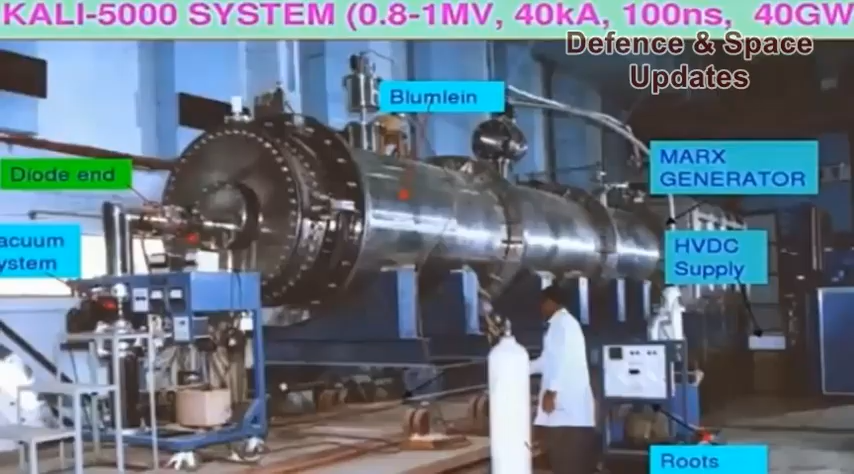 KALI-5000 SYSTEM (0.8-1MV, 40kA, 100ns, 40GW
Defence & Space
Updates
Blumlein
MARX
GENERATOR
Diode end
acuum
ystem
HVDC
Supply
Roots